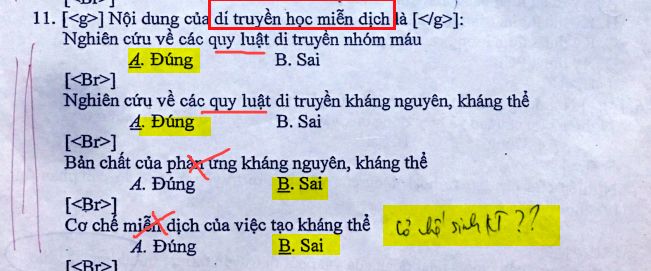 11. [<g>] Nội dung của dí truyền học miễn dịch là [</g>]:
Nghiên cứu về các quy luật di truyền nhóm máu
A. Đúng B. Sai
[<Br>]
Nghiên cứu về các quy luật di truyền kháng nguyên, kháng thể
A. Đúng B. Sai
[<Br>]
Bản chất của phản ứng kháng nguyên, kháng thể
A. Đúng B. Sai
[<Br>]
Cơ chế miễn dịch của việc tạo kháng thể
A. Đúng B. Sai
Cơ chế sinh KT ??
[<Br>]